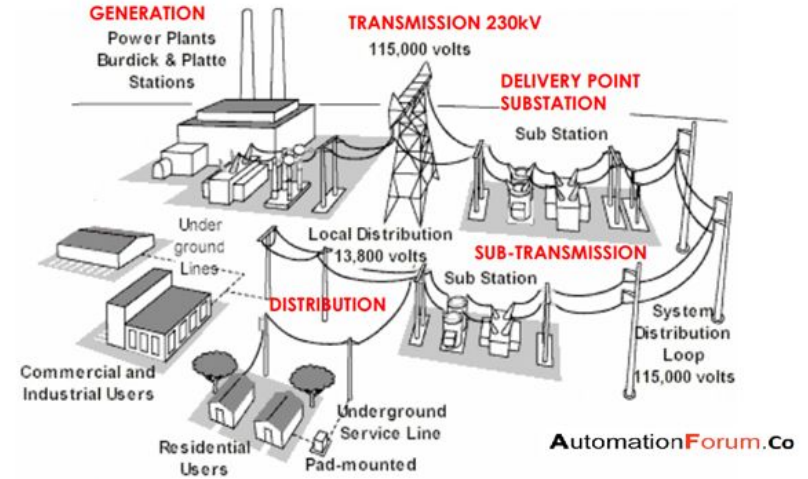 GENERATION
Power Plants
Burdick & Platte
Stations
TRANSMISSION 230kV
115,000 volts
DELIVERY POINT
SUBSTATION
Sub Station
Under
ground
Lines
Local Distribution
13,800 volts
SUB-TRANSMISSION
Sub Station
DISTRIBUTION
System
Distribution
Loop
115,000 volts
Commercial and
Industrial Users
Underground
Service Line
Residential
Users
Pad-mounted
AutomationForum.Co